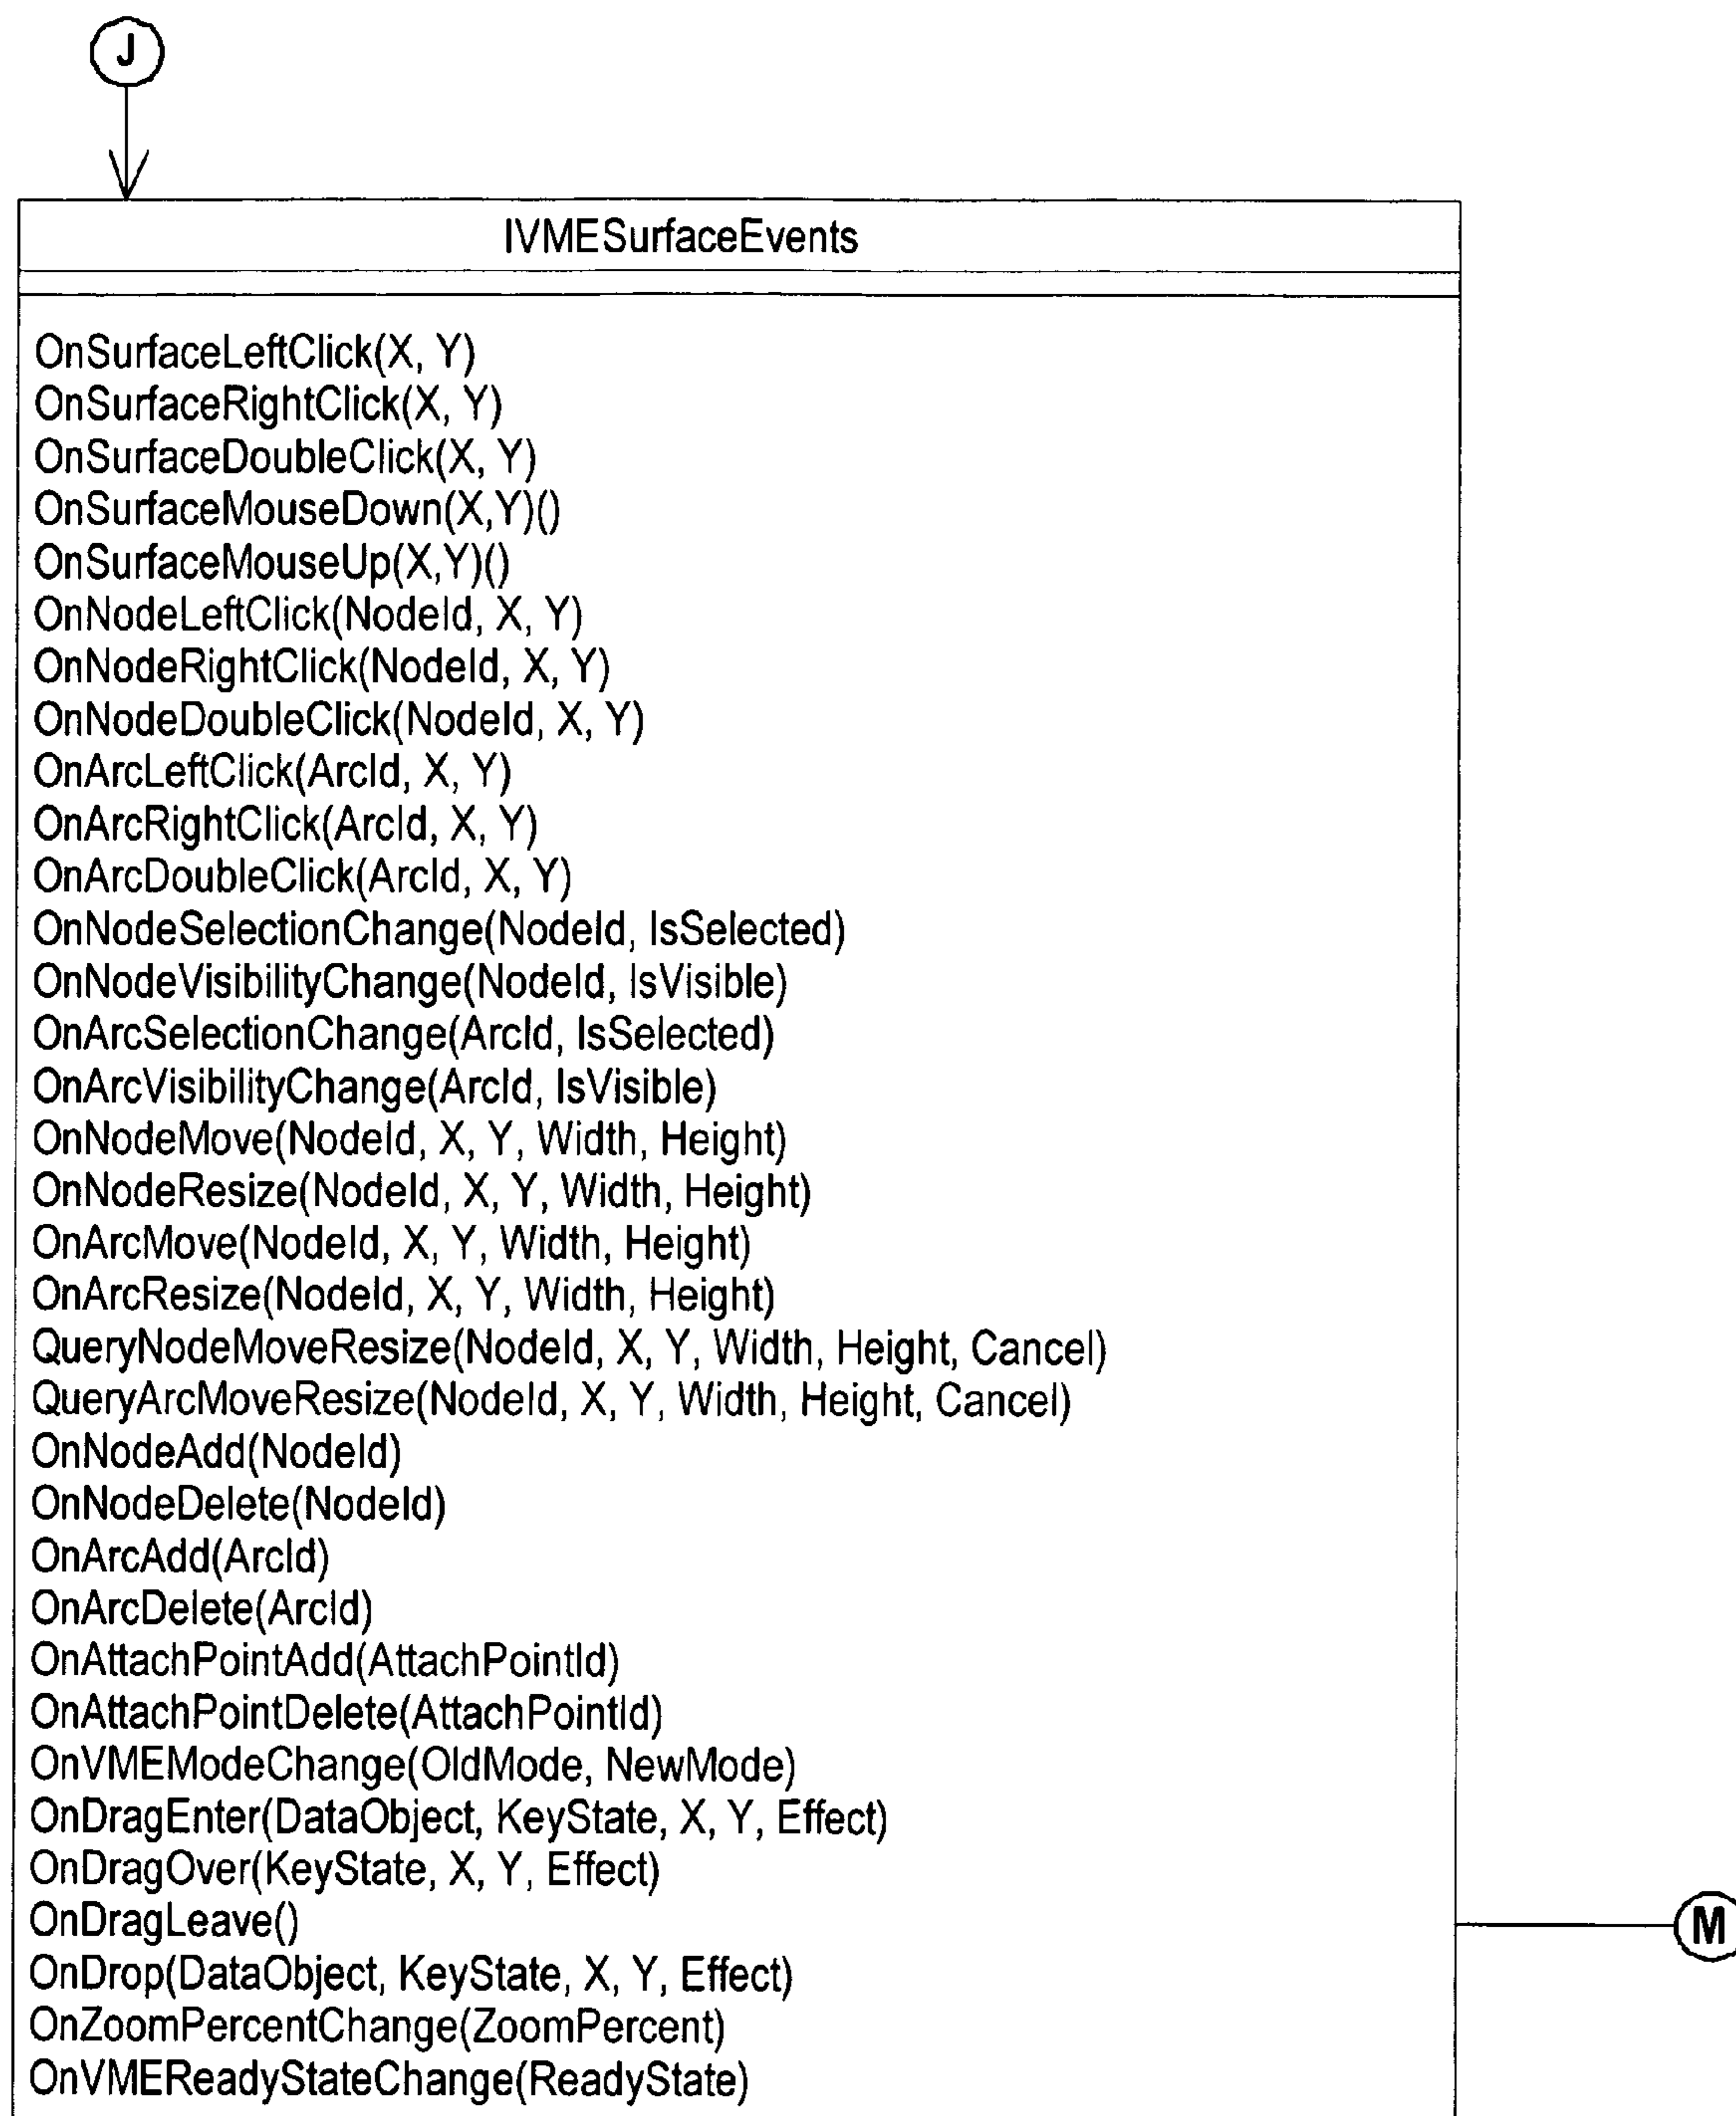 J
IVMESurfaceEvents
OnSurfaceLeftClick(X, Y)
OnSurfaceRightClick(X, Y)
OnSurfaceDoubleClick(X, Y)
OnSurfaceMouseDown(X,Y)()
OnSurfaceMouseUp(X,Y)()
OnNodeLeftClick(NodeId, X, Y)
OnNodeRightClick(NodeId, X, Y)
OnNodeDoubleClick(NodeId, X, Y)
OnArcLeftClick(ArcId, X, Y)
OnArcRightClick(ArcId, X, Y)
OnArcDoubleClick(ArcId, X, Y)
OnNodeSelectionChange(NodeId, IsSelected)
OnNodeVisibilityChange(NodeId, IsVisible)
OnArcSelectionChange(ArcId, IsSelected)
OnArcVisibilityChange(ArcId, IsVisible)
OnNodeMove(NodeId, X, Y, Width, Height)
OnNodeResize(NodeId, X, Y, Width, Height)
OnArcMove(NodeId, X, Y, Width, Height)
OnArcResize(NodeId, X, Y, Width, Height)
QueryNodeMoveResize(NodeId, X, Y, Width, Height, Cancel)
QueryArcMoveResize(NodeId, X, Y, Width, Height, Cancel)
OnNodeAdd(NodeId)
OnNodeDelete(NodeId)
OnArcAdd(ArcId)
OnArcDelete(ArcId)
OnAttachPointAdd(AttachPointId)
OnAttachPointDelete(AttachPointId)
OnVMEModeChange(OldMode, NewMode)
OnDragEnter(DataObject, KeyState, X, Y, Effect)
OnDragOver(KeyState, X, Y, Effect)
OnDragLeave()
M
OnDrop(DataObject, KeyState, X, Y, Effect)
OnZoomPercentChange(ZoomPercent)
OnVMEReadyStateChange(ReadyState)